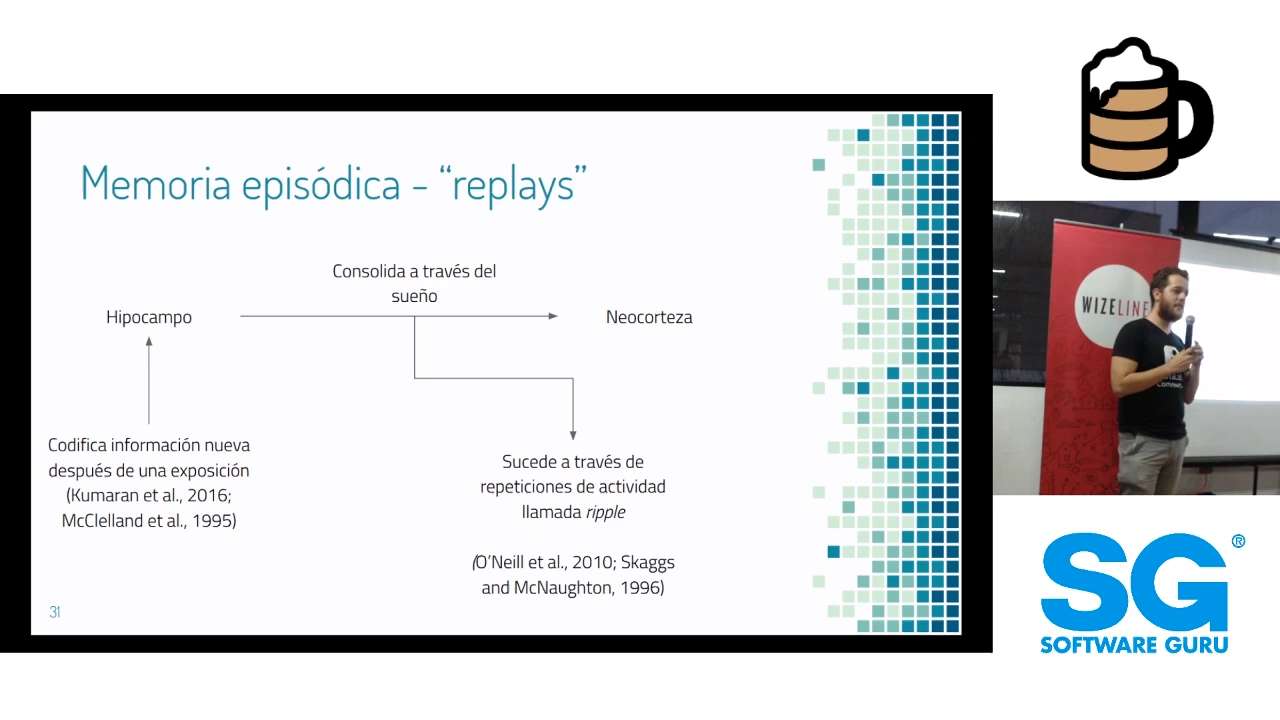 Memoria episódica - “replays”
Consolida a través del
sueño
Hipocampo
Neocorteza
Codifica información nueva
después de una exposición
(Kumaran et al., 2016;
McClelland et al., 1995)
Sucede a través de
repeticiones de actividad
llamada ripple
(O’Neill et al., 2010; Skaggs
and McNaughton, 1996)
31
WIZELINE
SG®
SOFTWARE GURU